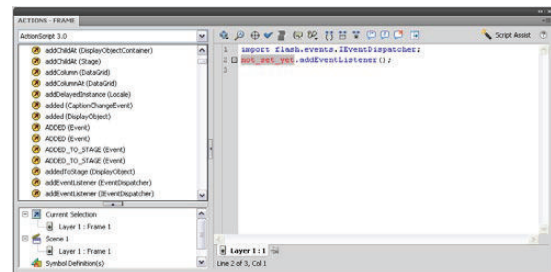 ACTIONS - FRAME
ActionScript 3.0
addChildAt (DisplayObjectContainer)
addChildAt (Stage)
addColumn (DataGrid)
addColumnAt (DataGrid)
addDelayedInstance (Locale)
added (CaptionChangeEvent)
added (DisplayObject)
ADDED (Event)
ADDED (Event)
ADDED_TO_STAGE (Event)
ADDED_TO_STAGE (Event)
addedToStage (DisplayObject)
addEventListener (EventDispatcher)
addEventListener (IEventDispatcher)
Current Selection
Layer 1 : Frame 1
Scene 1
Layer 1 : Frame 1
Symbol Definition(s)
Script Assist
1 import flash.events.IEventDispatcher;
2 not_set_yet.addEventListener();
3
Layer 1 : 1
Line 2 of 3, Col 1